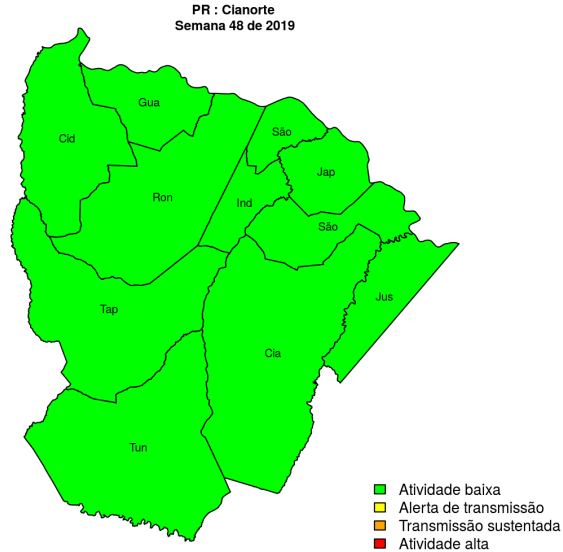 PR : Cianorte
Semana 48 de 2019
Gua
São
Cid
Jap
Ron
Ind
São
Jus
Tap
Cia
Tun
Atividade baixa
Alerta de transmissão
Transmissão sustentada
Atividade alta